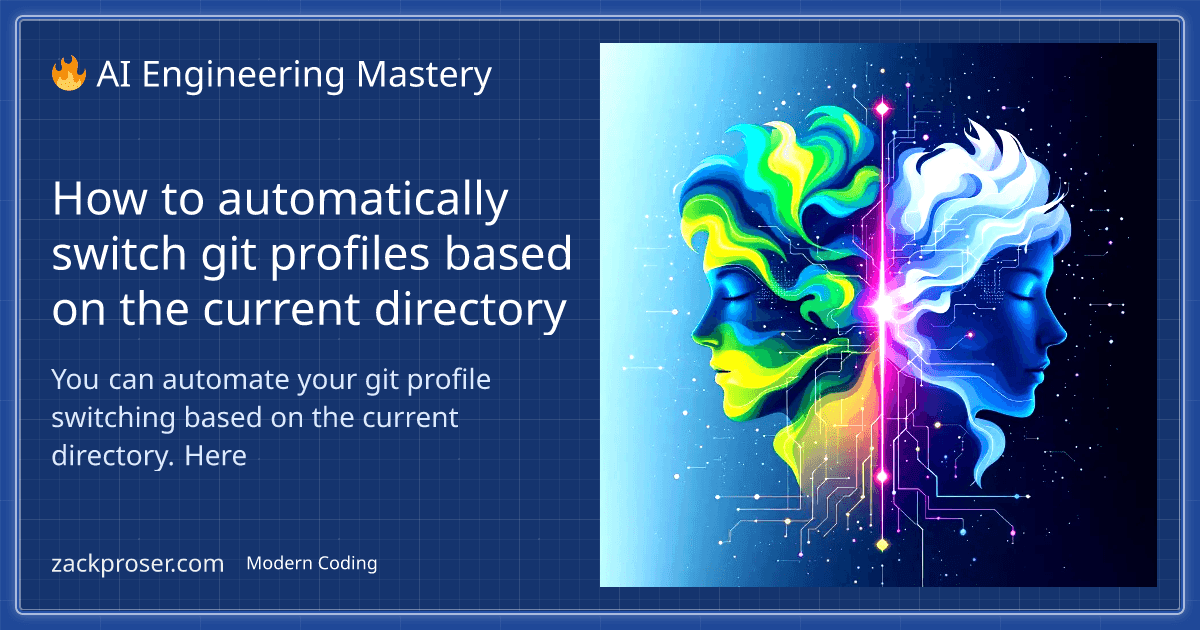 🔥 AI Engineering Mastery
How to automatically
switch git profiles based
on the current directory
You can automate your git profile
switching based on the current
directory. Here
zackproser.com Modern Coding